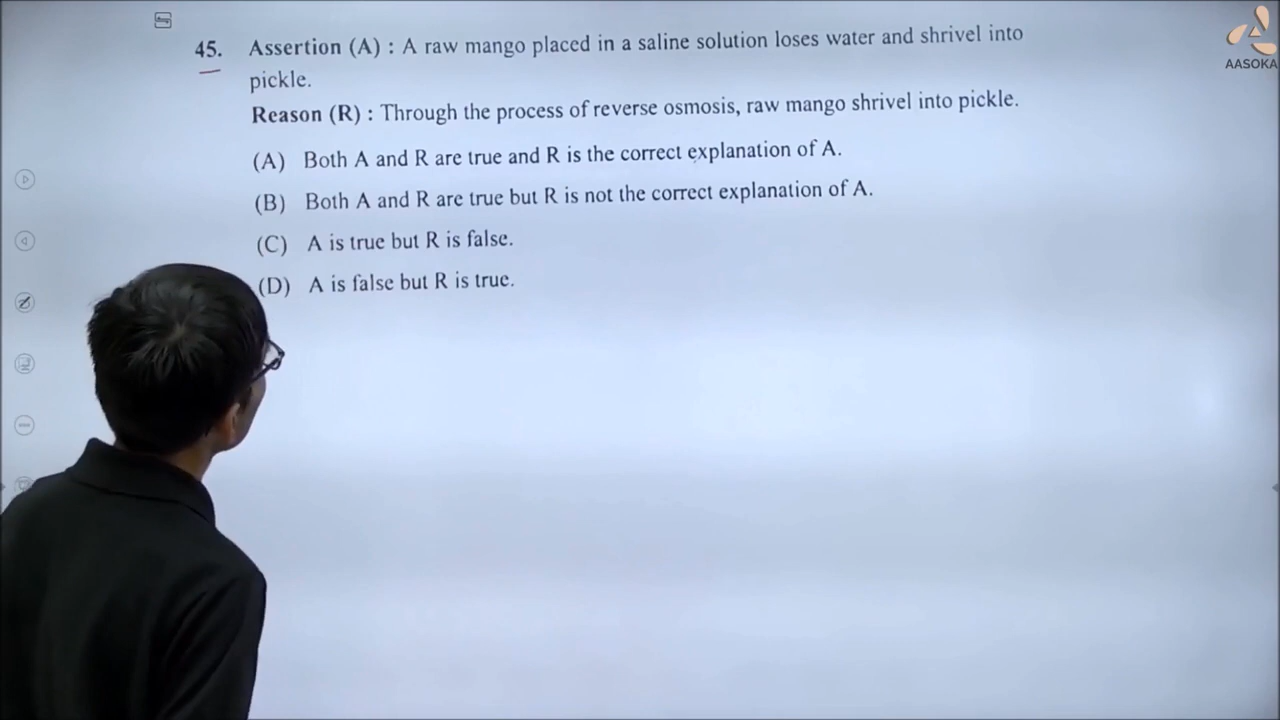 AASOKA
45. Assertion (A) : A raw mango placed in a saline solution loses water and shrivel into
pickle.
Reason (R) : Through the process of reverse osmosis, raw mango shrivel into pickle.
(A) Both A and R are true and R is the correct explanation of A.
(B) Both A and R are true but R is not the correct explanation of A.
(C) A is true but R is false.
(D) A is false but R is true.